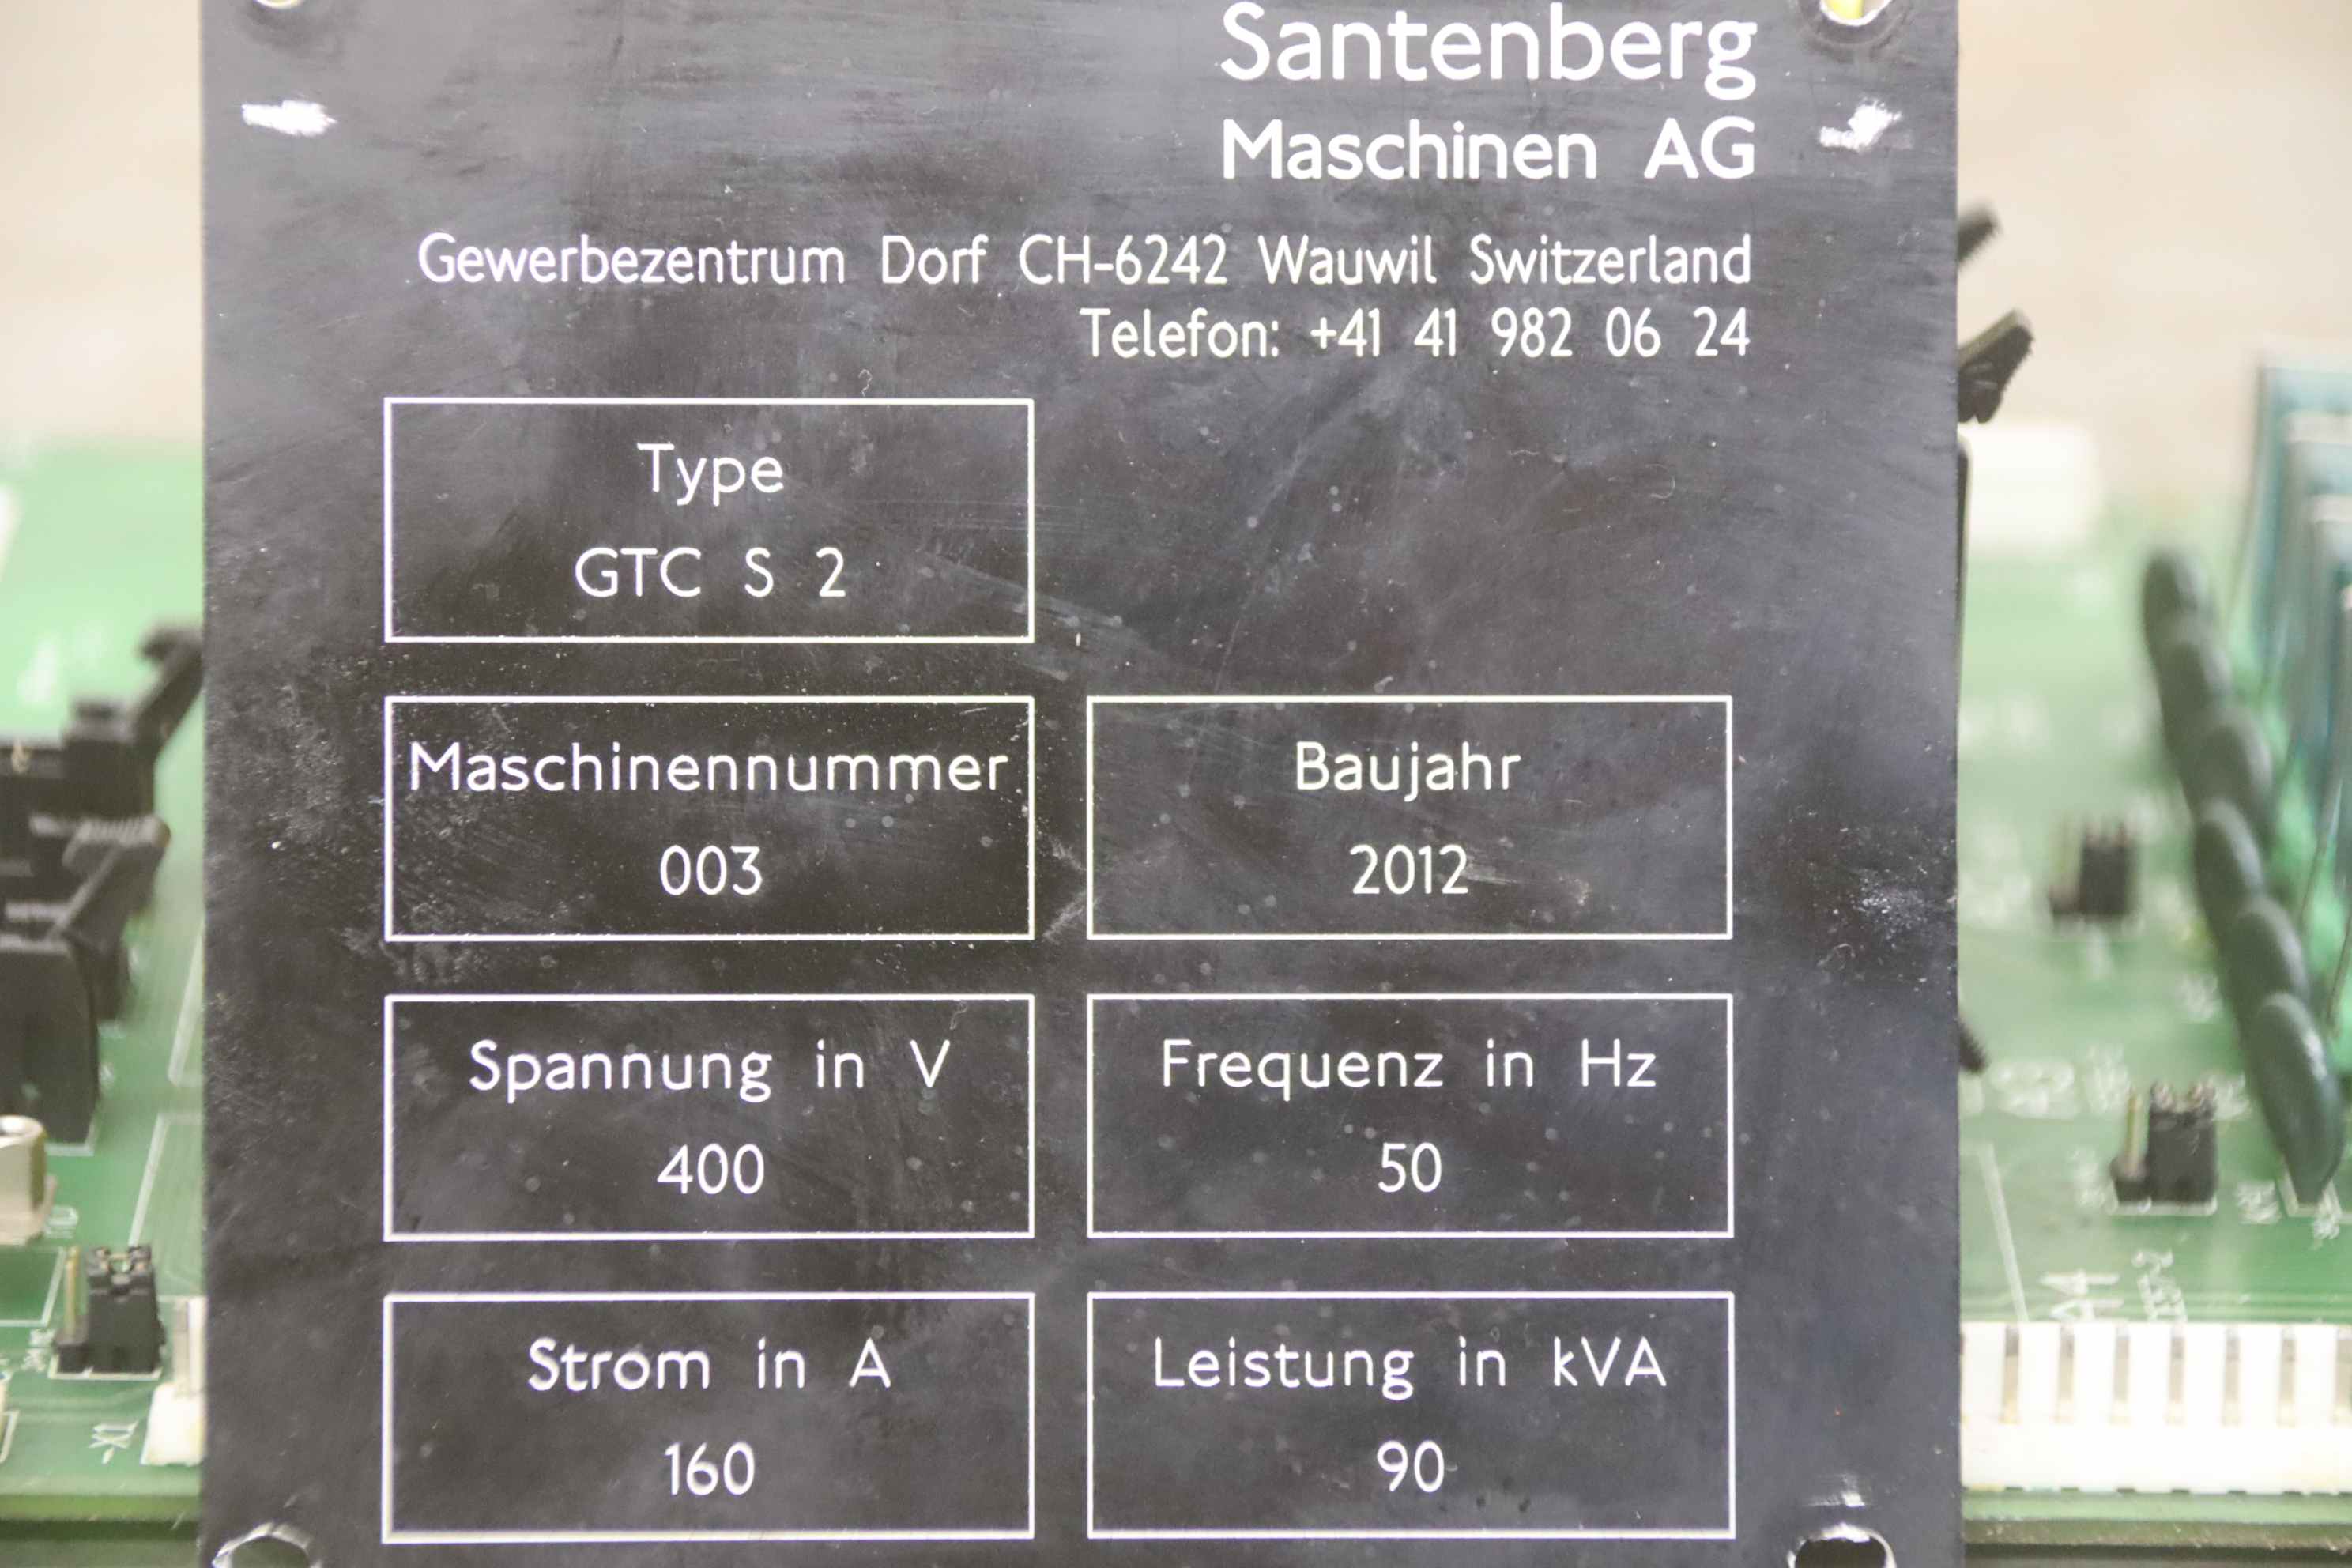 Santenberg
Maschinen AG
Gewerbezentrum Dorf CH-6242 Wauwil Switzerland
Telefon: +41 41 982 06 24
Type
GTC S 2
Maschinennummer
003
Baujahr
2012
Spannung in V
400
Frequenz in Hz
50
Strom in A
160
Leistung in kVA
90